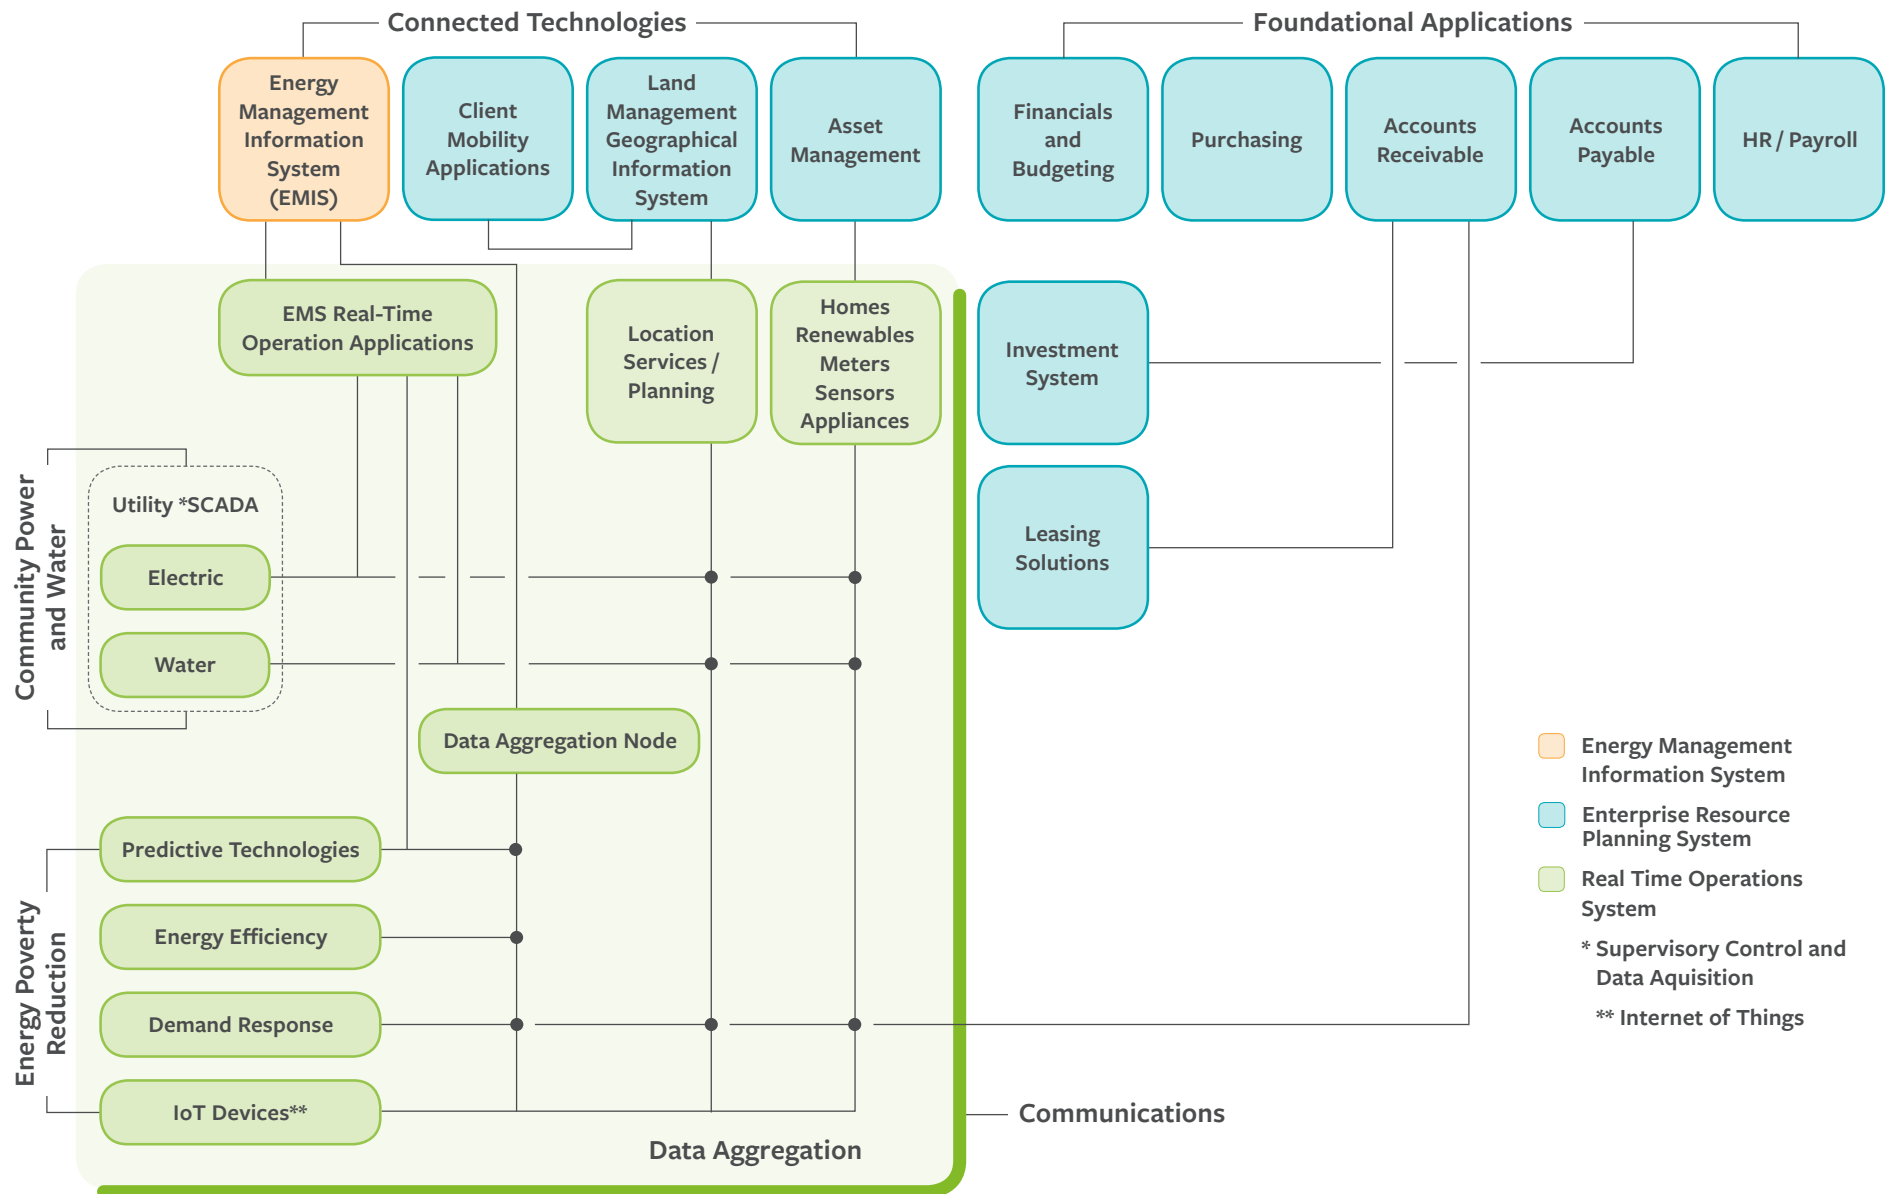 Connected Technologies
Foundational Applications
Energy
Management
Information
System
(EMIS)
Client
Mobility
Applications
Land
Management
Geographical
Information
System
Asset
Management
Financials
and
Budgeting
Purchasing
Accounts
Receivable
Accounts
Payable
HR / Payroll
EMS Real-Time
Operation Applications
Location
Services /
Planning
Homes
Renewables
Meters
Sensors
Appliances
Investment
System
Leasing
Solutions
Community Power
and Water
Utility *SCADA
Electric
Water
Data Aggregation Node
Energy Poverty
Reduction
Predictive Technologies
Energy Efficiency
Demand Response
IoT Devices**
Data Aggregation
Communications
Energy Management
Information System
Enterprise Resource
Planning System
Real Time Operations
System
* Supervisory Control and
Data Aquisition
** Internet of Things